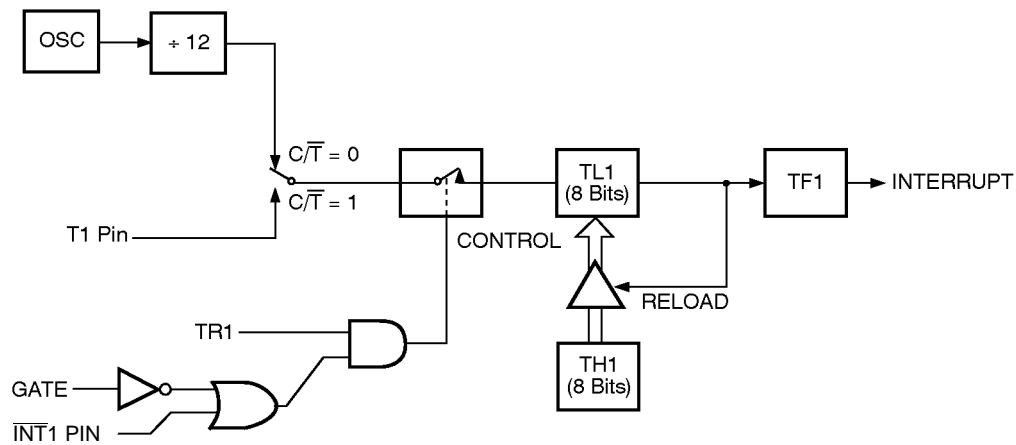 OSC
÷ 12
C/T̅ = 0
C/T̅ = 1
T1 Pin
TL1
(8 Bits)
TF1
INTERRUPT
CONTROL
RELOAD
TH1
(8 Bits)
TR1
GATE
I̅N̅T̅1 PIN